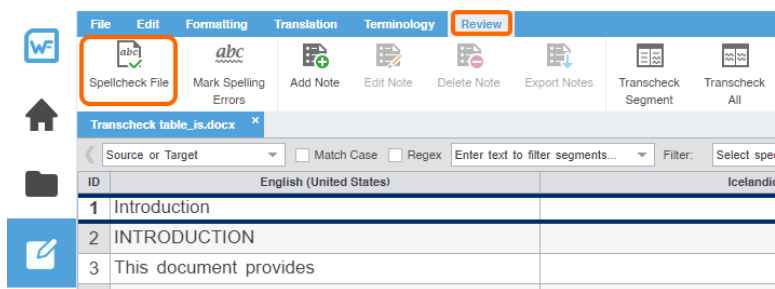 File Edit Formatting Translation Terminology Review
WF
abc abc
Spellcheck File Mark Spelling Errors Add Note Edit Note Delete Note Export Notes Transcheck Segment Transcheck All
Transcheck table_is.docx ×
Source or Target Match Case Regex Enter text to filter segments... Filter: Select spe
ID English (United States) Icelandic
1 Introduction
2 INTRODUCTION
3 This document provides